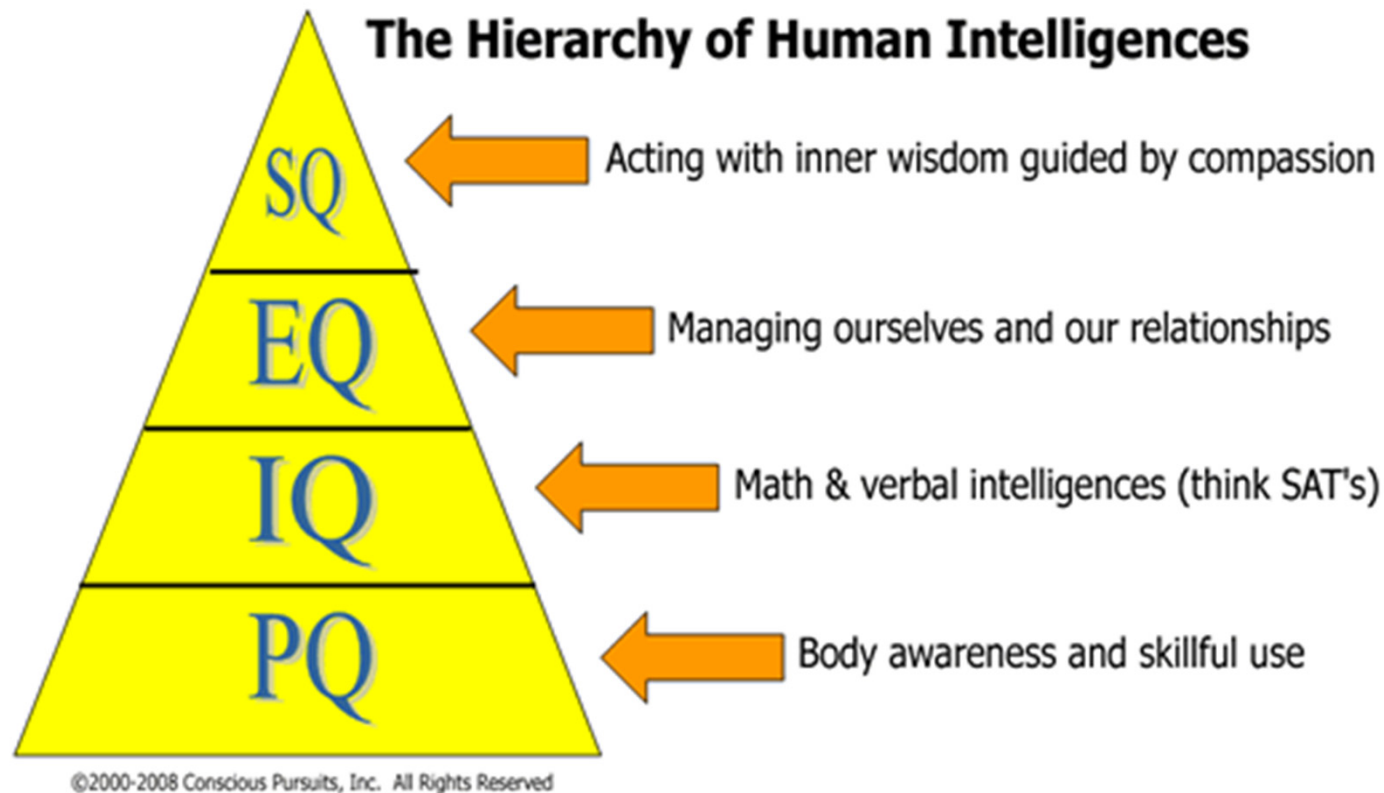 The Hierarchy of Human Intelligences
SQ
Acting with inner wisdom guided by compassion
EQ
Managing ourselves and our relationships
IQ
Math & verbal intelligences (think SAT's)
PQ
Body awareness and skillful use
©2000-2008 Conscious Pursuits, Inc.  All Rights Reserved